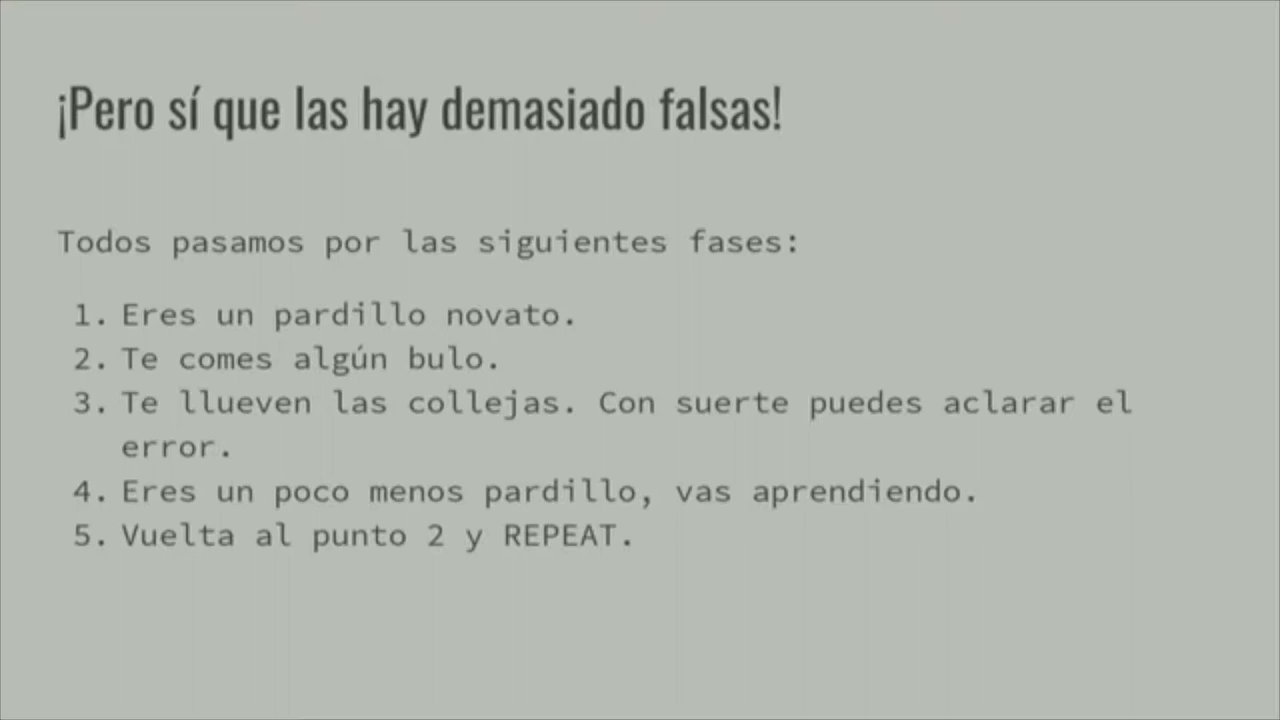 ¡Pero sí que las hay demasiado falsas!
Todos pasamos por las siguientes fases:
1. Eres un pardillo novato.
2. Te comes algún bulo.
3. Te llueven las collejas. Con suerte puedes aclarar el
error.
4. Eres un poco menos pardillo, vas aprendiendo.
5. Vuelta al punto 2 y REPEAT.